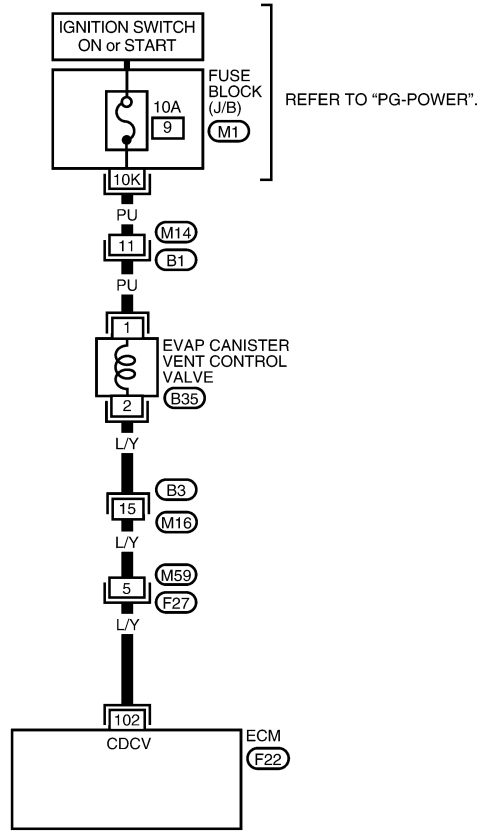 IGNITION SWITCH
ON or START
FUSE
BLOCK
(J/B)
M1
10A
9
REFER TO “PG-POWER”.
10K
PU
11
M14
B1
PU
1
EVAP CANISTER
VENT CONTROL
VALVE
B35
2
L/Y
15
B3
M16
L/Y
5
M59
F27
L/Y
102
CDCV
ECM
F22